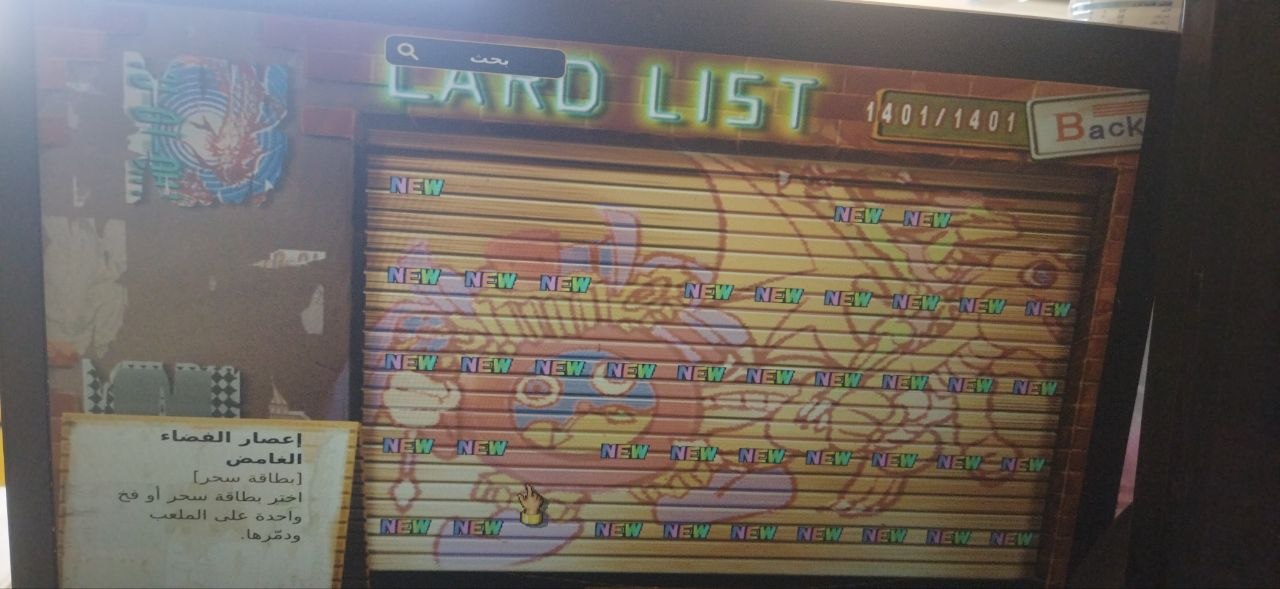 بحث
CARD LIST
1401/1401
Back
NEW
NEW NEW
NEW NEW NEW NEW NEW NEW NEW NEW NEW
NEW NEW NEW NEW NEW NEW NEW NEW NEW NEW
NEW NEW NEW NEW NEW NEW NEW NEW NEW
NEW NEW NEW NEW NEW NEW NEW NEW NEW
إعصار الفضاء
الغامض
[بطاقة سحر]
اختر بطاقة سحر أو فخ
واحدة على الملعب
ودمّرها.